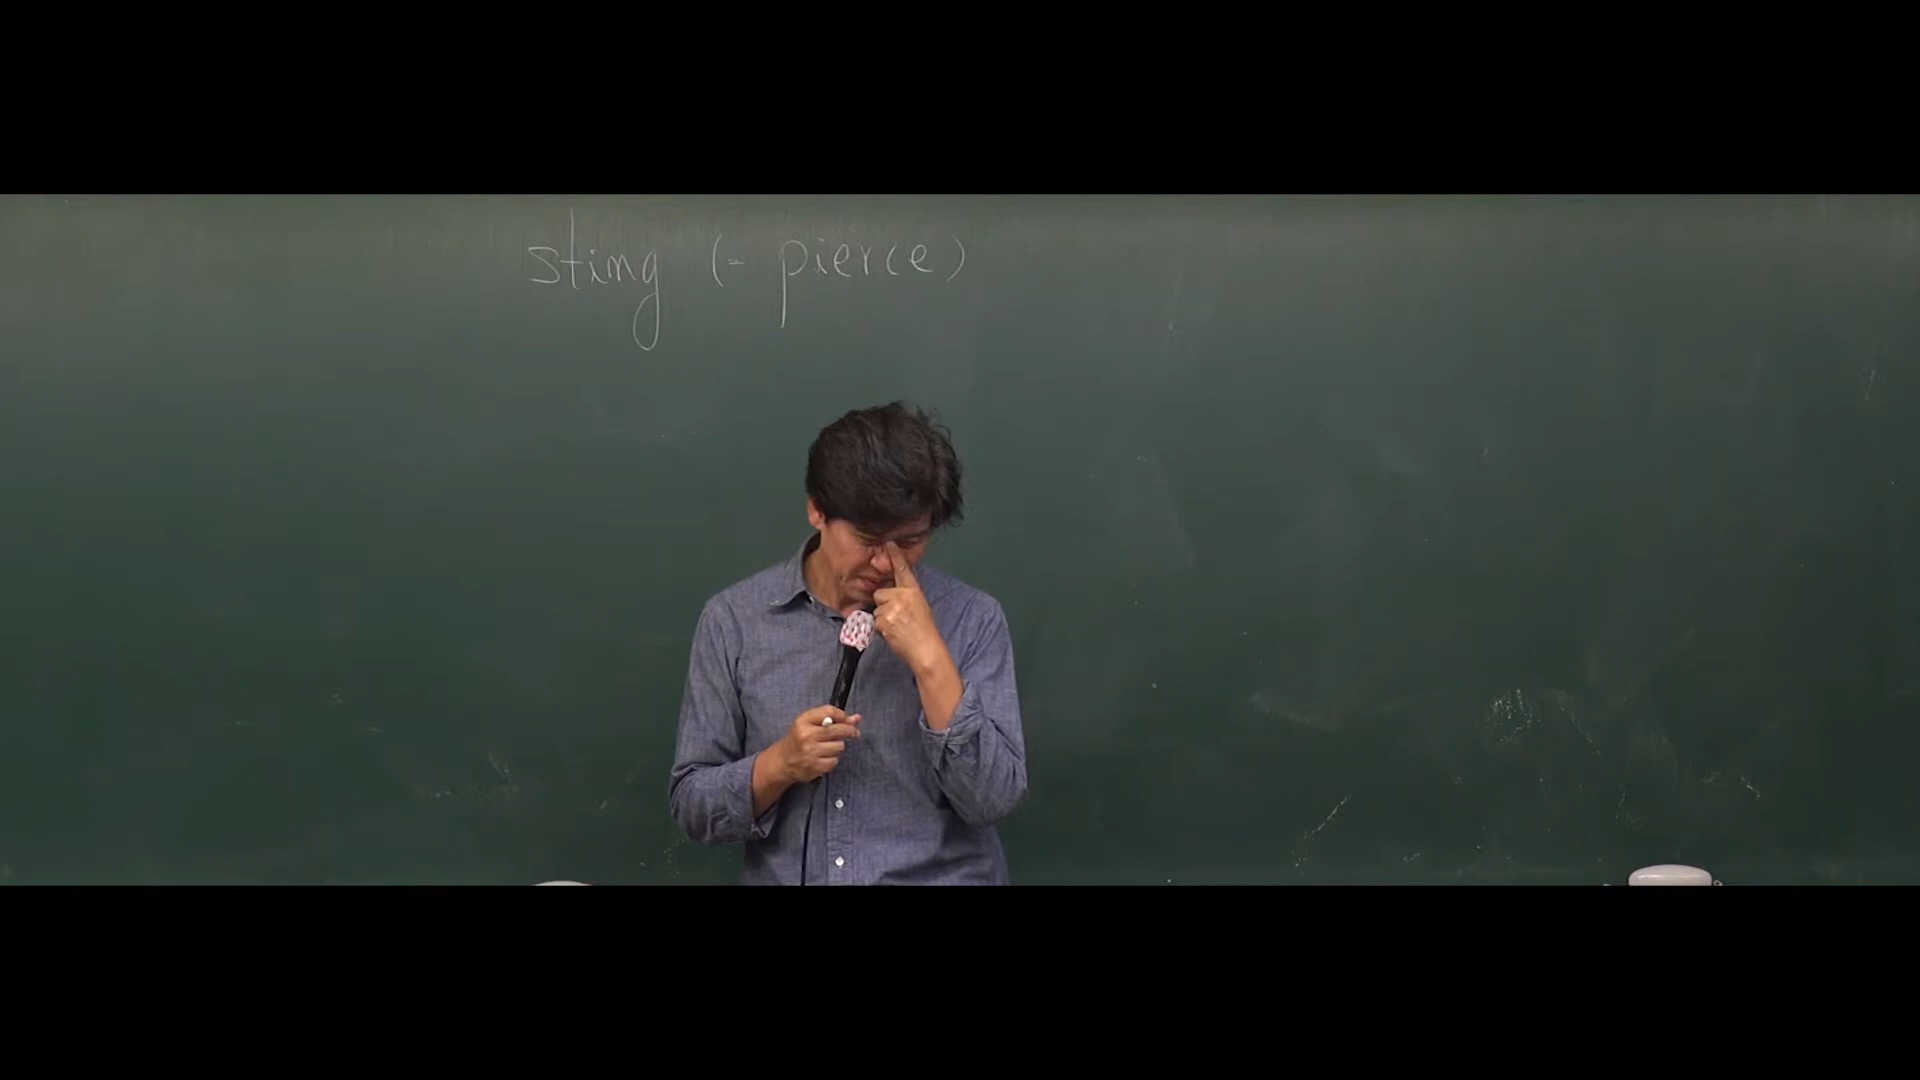 sting (= pierce)